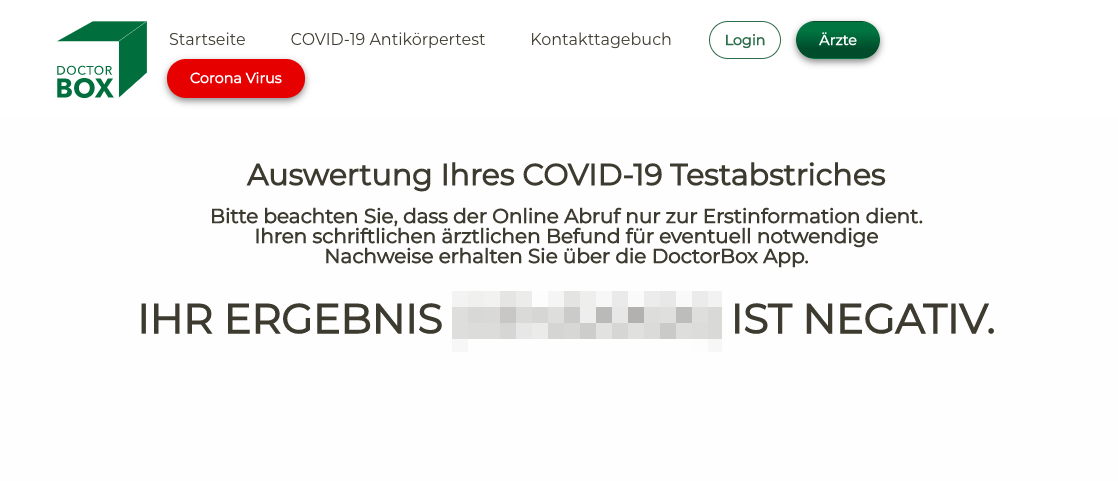 DOCTOR
BOX
Startseite
COVID-19 Antikörpertest
Kontakttagebuch
Login
Ärzte
Corona Virus
Auswertung Ihres COVID-19 Testabstriches
Bitte beachten Sie, dass der Online Abruf nur zur Erstinformation dient.
Ihren schriftlichen ärztlichen Befund für eventuell notwendige
Nachweise erhalten Sie über die DoctorBox App.
IHR ERGEBNIS IST NEGATIV.